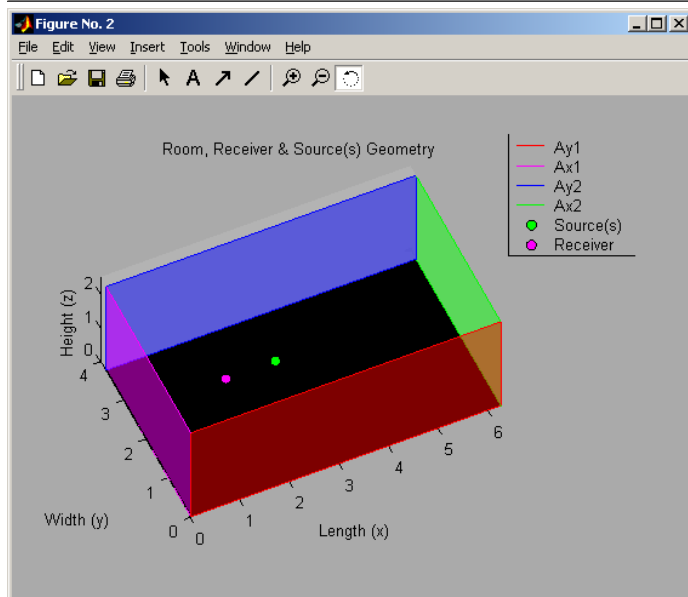 Figure No. 2
File Edit View Insert Tools Window Help
A
Room, Receiver & Source(s) Geometry
Ay1
Ax1
Ay2
Ax2
Source(s)
Receiver
Height (z)
2
1
0
4
3
2
1
0
Width (y)
0
1
2
3
4
5
6
Length (x)